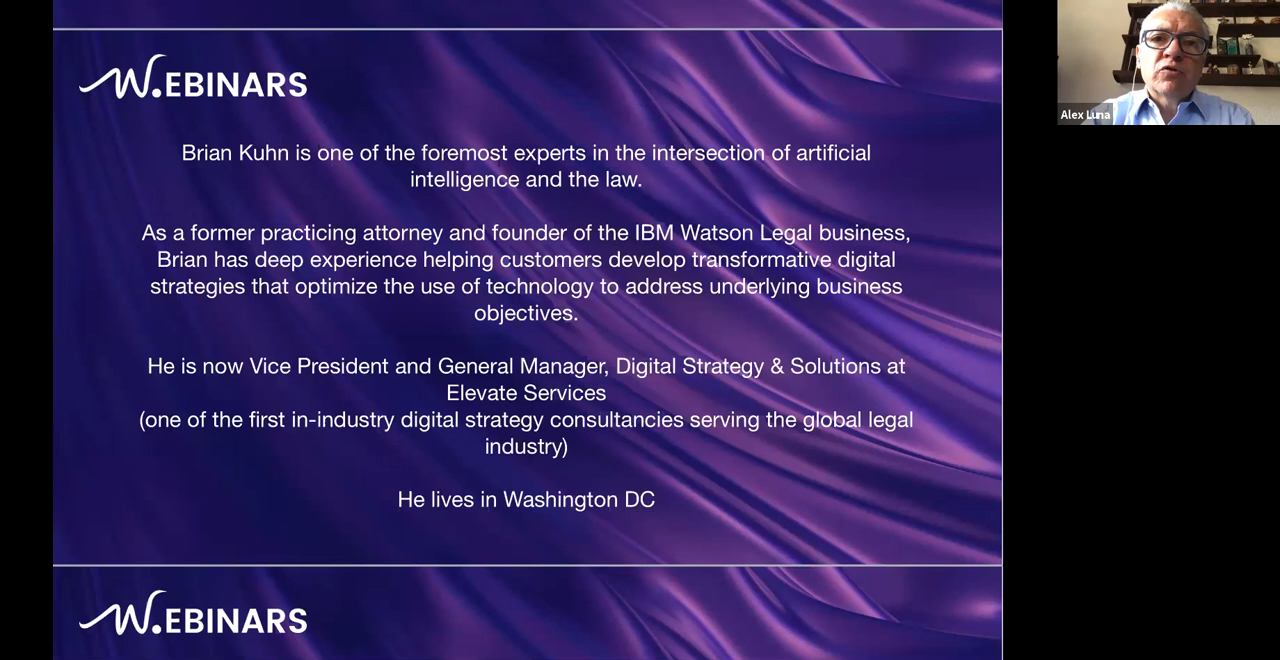 W.EBINARS
Alex Luna
Brian Kuhn is one of the foremost experts in the intersection of artificial
intelligence and the law.
As a former practicing attorney and founder of the IBM Watson Legal business,
Brian has deep experience helping customers develop transformative digital
strategies that optimize the use of technology to address underlying business
objectives.
He is now Vice President and General Manager, Digital Strategy & Solutions at
Elevate Services
(one of the first in-industry digital strategy consultancies serving the global legal
industry)
He lives in Washington DC
W.EBINARS